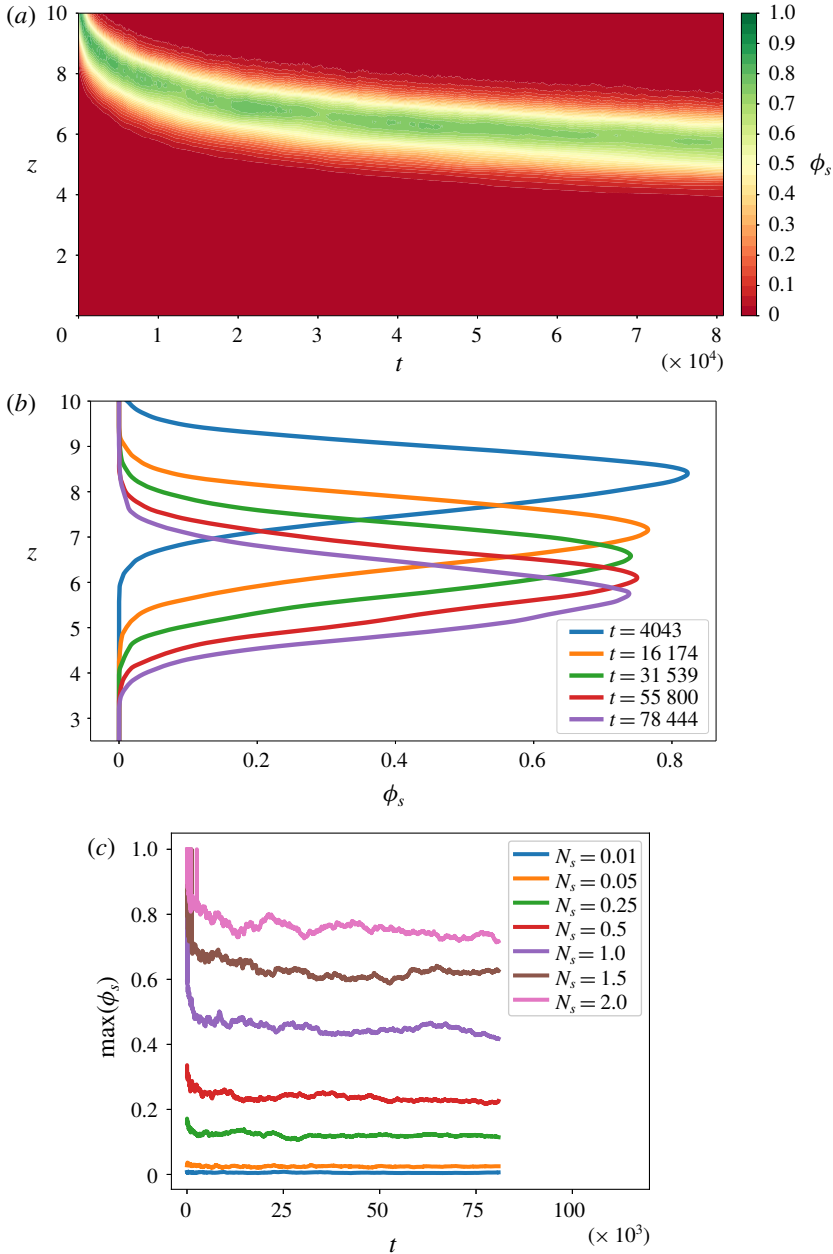 (a)
10
8
6
4
2
0
z
1 2 3 4 5 6 7 8
t
(× 10⁴)
1.0
0.9
0.8
0.7
0.6
0.5
0.4
0.3
0.2
0.1
0
ϕs
(b)
10
9
8
7
6
5
4
3
z
t = 4043
t = 16 174
t = 31 539
t = 55 800
t = 78 444
0 0.2 0.4 0.6 0.8
ϕs
(c)
1.0
0.8
0.6
0.4
0.2
0
max(ϕs)
Ns = 0.01
Ns = 0.05
Ns = 0.25
Ns = 0.5
Ns = 1.0
Ns = 1.5
Ns = 2.0
0 25 50 75 100
t
(× 10³)